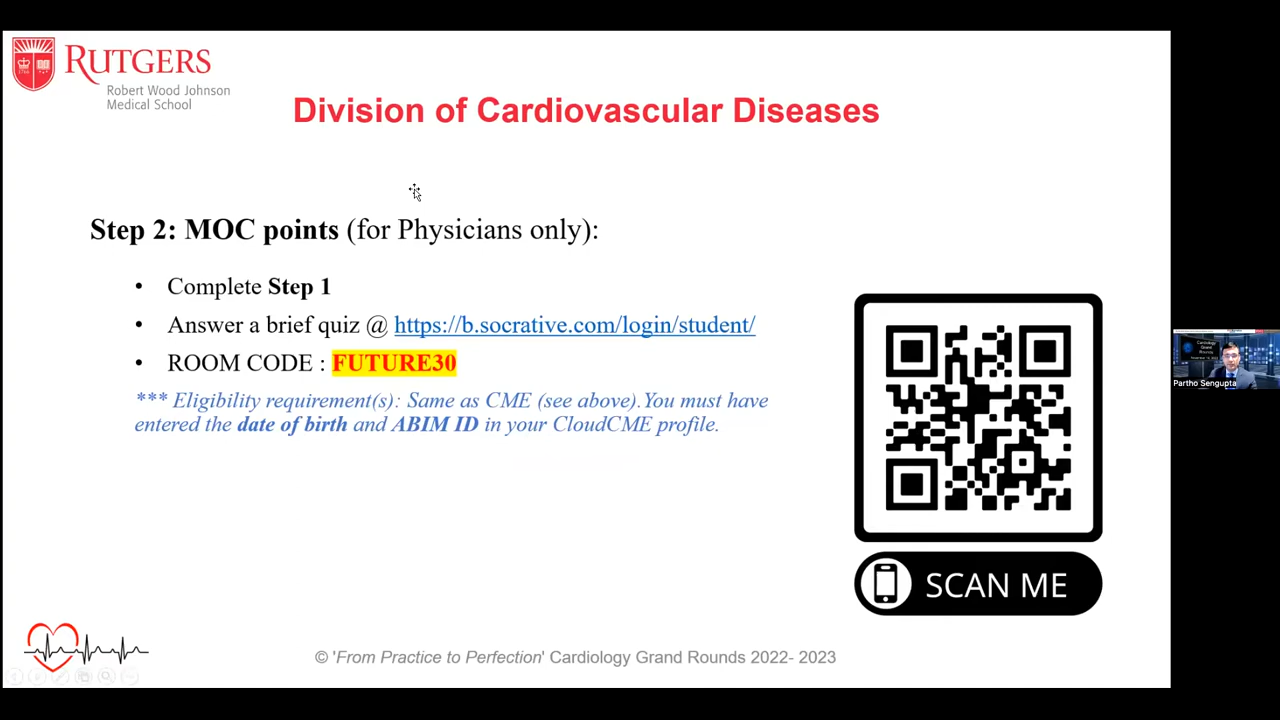 RUTGERS
Robert Wood Johnson
Medical School
Division of Cardiovascular Diseases
Step 2: MOC points (for Physicians only):
• Complete Step 1
• Answer a brief quiz @ https://b.socrative.com/login/student/
• ROOM CODE : FUTURE30
*** Eligibility requirement(s): Same as CME (see above).You must have
entered the date of birth and ABIM ID in your CloudCME profile.
SCAN ME
© 'From Practice to Perfection' Cardiology Grand Rounds 2022- 2023
Cardiology
Grand
Rounds
Partho Sengupta